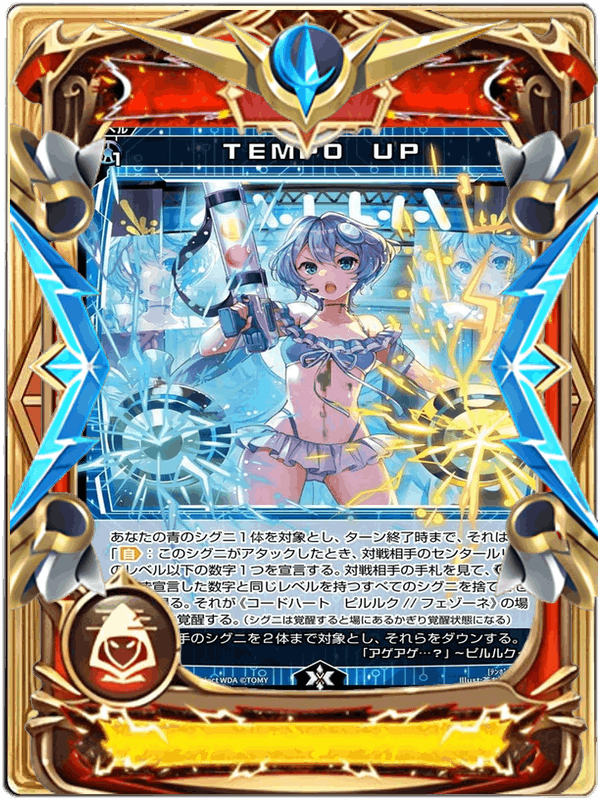 ベル
1
TEMPO UP
あなたの青のシグニ1体を対象とし、ターン終了時まで、それは
「自：このシグニがアタックしたとき、対戦相手のセンタール
のレベル以下の数字1つを宣言する。対戦相手の手札を見て、
宣言した数字と同じレベルを持つすべてのシグニを捨て
る。それが《コードハート ピルルク//フェゾーネ》の場
覚醒する。(シグニは覚醒すると場にあるかぎり覚醒状態になる)
手のシグニを2体まで対象とし、それらをダウンする。
「アゲアゲ…？」～ピルルク～
ject WDA ©TOMY
Illust